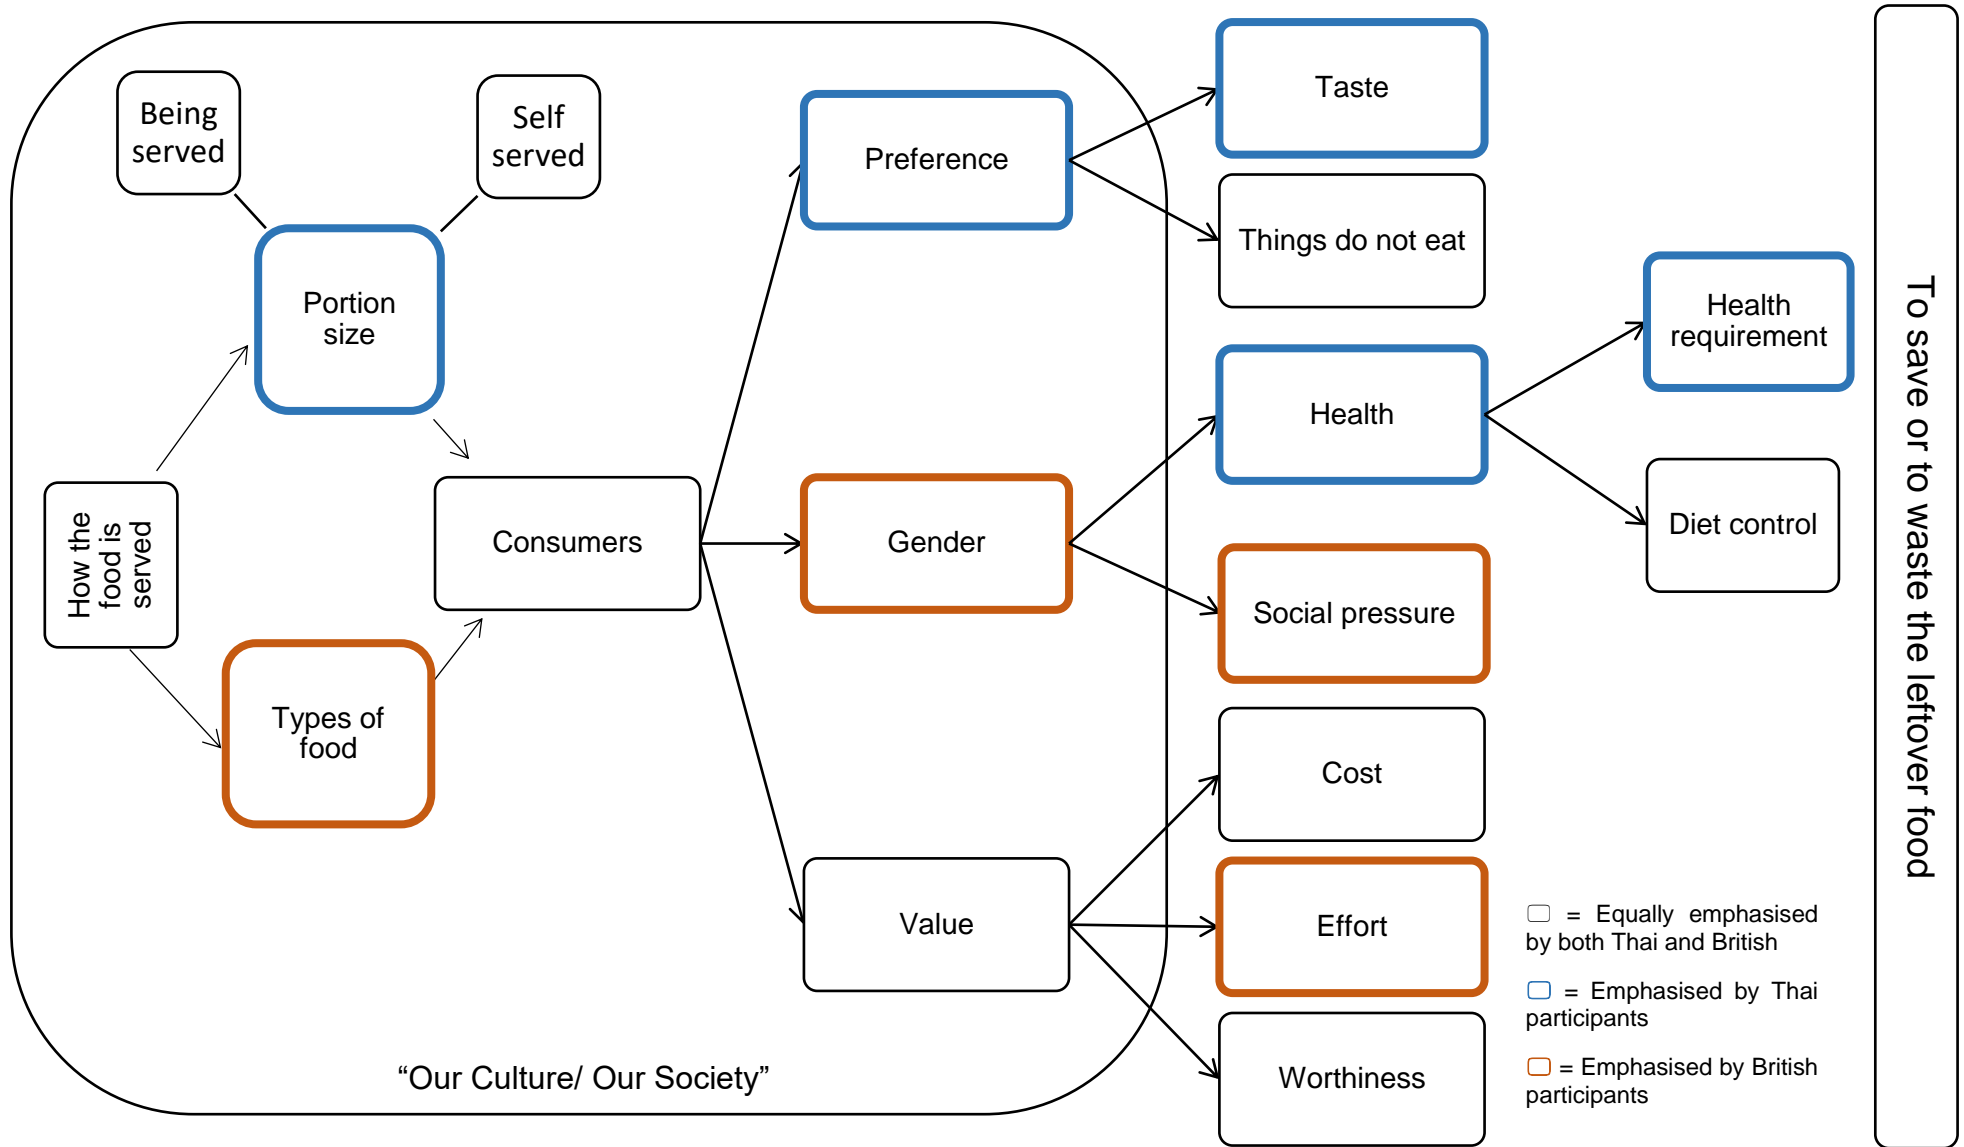 Being
served
Self
served
Portion
size
How the
food is
served
Types of
food
Consumers
Preference
Gender
Value
“Our Culture/ Our Society”
Taste
Things do not eat
Health
Social pressure
Cost
Effort
Worthiness
Health
requirement
Diet control
= Equally emphasised
by both Thai and British
= Emphasised by Thai
participants
= Emphasised by British
participants
To save or to waste the leftover food